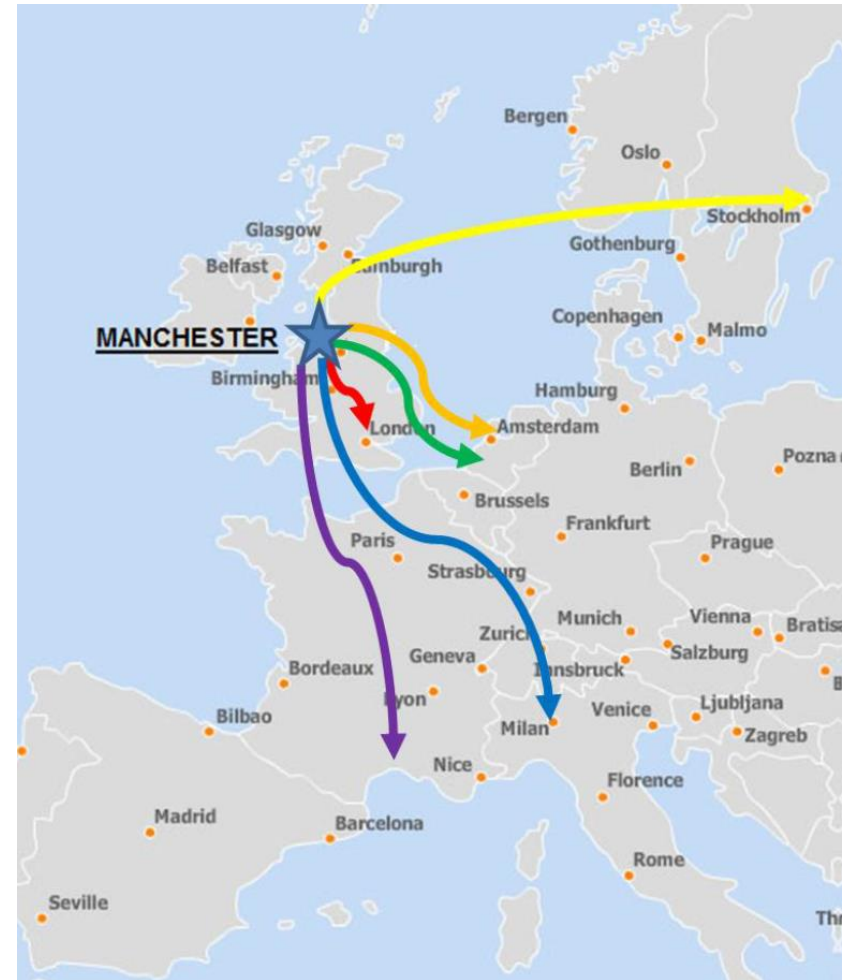 Bergen
Oslo
Stockholm
Glasgow
Gothenburg
Belfast
Edinburgh
Copenhagen
Malmo
MANCHESTER
Birmingham
Hamburg
London
Amsterdam
Berlin
Pozna
Brussels
Frankfurt
Paris
Prague
Strasbourg
Munich
Vienna
Bratisa
Zurich
Salzburg
Geneva
Innsbruck
Bordeaux
Lyon
B
Bilbao
Milan
Venice
Ljubljana
Zagreb
Nice
Florence
Madrid
Barcelona
Rome
Seville
Thr